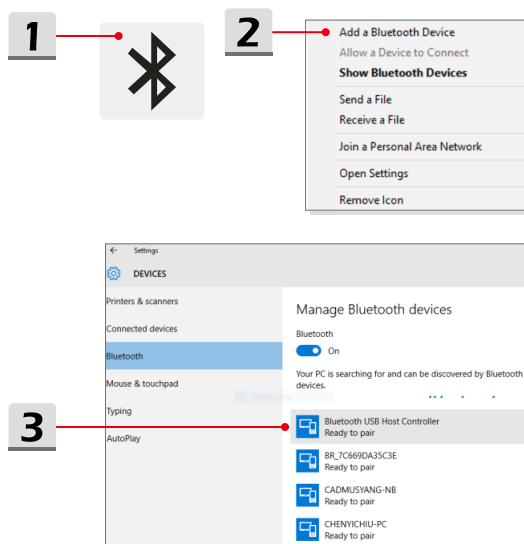 1
2
Add a Bluetooth Device
Allow a Device to Connect
Show Bluetooth Devices
Send a File
Receive a File
Join a Personal Area Network
Open Settings
Remove Icon
← Settings
DEVICES
Printers & scanners
Connected devices
Bluetooth
Mouse & touchpad
Typing
AutoPlay
Manage Bluetooth devices
Bluetooth
On
Your PC is searching for and can be discovered by Bluetooth
devices.
3
Bluetooth USB Host Controller
Ready to pair
BR_7C669DA35C3E
Ready to pair
CADMUSYANG-NB
Ready to pair
CHENYICHIU-PC
Ready to pair